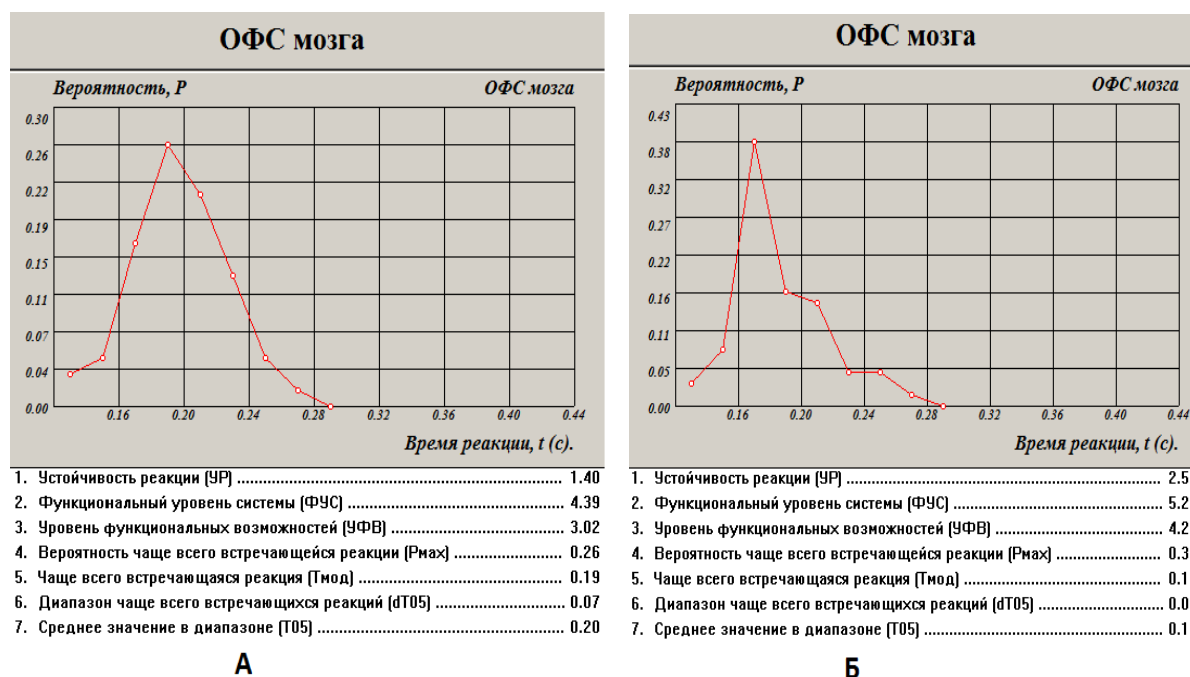 ОФС мозга
Вероятность, P ОФС мозга
0.30
0.26
0.22
0.19
0.15
0.11
0.07
0.04
0.00
0.16 0.20 0.24 0.28 0.32 0.36 0.40 0.44
Время реакции, t (c).
1. Устойчивость реакции (УР) ........ 1.40
2. Функциональный уровень системы (ФУС) ........ 4.39
3. Уровень функциональных возможностей (УФВ) ........ 3.02
4. Вероятность чаще всего встречающейся реакции (Рмах) ........ 0.26
5. Чаще всего встречающаяся реакция (Тмод) ........ 0.19
6. Диапазон чаще всего встречающихся реакций (dT05) ........ 0.07
7. Среднее значение в диапазоне (T05) ........ 0.20
А
ОФС мозга
Вероятность, P ОФС мозга
0.43
0.38
0.32
0.27
0.22
0.16
0.11
0.05
0.00
0.16 0.20 0.24 0.28 0.32 0.36 0.40 0.44
Время реакции, t (c).
1. Устойчивость реакции (УР) ........ 2.5
2. Функциональный уровень системы (ФУС) ........ 5.2
3. Уровень функциональных возможностей (УФВ) ........ 4.2
4. Вероятность чаще всего встречающейся реакции (Рмах) ........ 0.3
5. Чаще всего встречающаяся реакция (Тмод) ........ 0.1
6. Диапазон чаще всего встречающихся реакций (dT05) ........ 0.0
7. Среднее значение в диапазоне (T05) ........ 0.1
Б